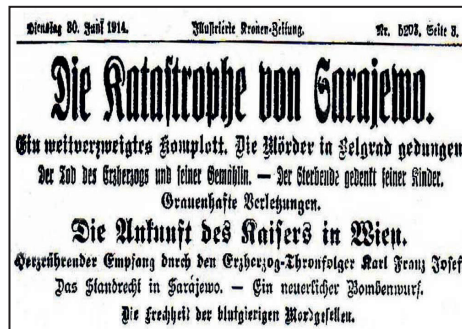 Dienstag 30. Juni 1914. Illustrierte Kronen-Zeitung. Nr. 5203, Seite 3.
Die Katastrophe von Sarajewo.
Ein weitverzweigtes Komplott. Die Mörder in Belgrad gedungen
Der Tod des Erzherzogs und seiner Gemahlin. — Der Sterbende gedenkt seiner Kinder.
Grauenhafte Verletzungen.
Die Ankunft des Kaisers in Wien.
Herzrührender Empfang durch den Erzherzog-Thronfolger Karl Franz Josef
Das Standrecht in Sarajewo. — Ein neuerlicher Bombenwurf.
Die Frechheit der blutgierigen Mordgesellen.